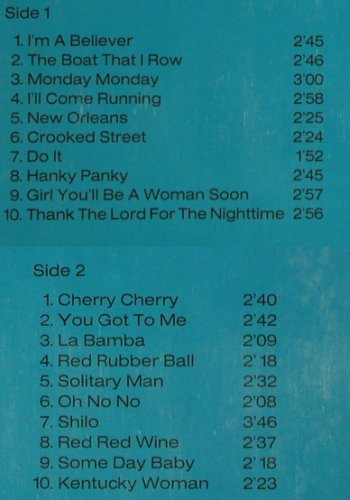 Side 1
1. I'm A Believer 2'45
2. The Boat That I Row 2'46
3. Monday Monday 3'00
4. I'll Come Running 2'58
5. New Orleans 2'25
6. Crooked Street 2'24
7. Do It 1'52
8. Hanky Panky 2'45
9. Girl You'll Be A Woman Soon 2'57
10. Thank The Lord For The Nighttime 2'56
Side 2
1. Cherry Cherry 2'40
2. You Got To Me 2'42
3. La Bamba 2'09
4. Red Rubber Ball 2'18
5. Solitary Man 2'32
6. Oh No No 2'08
7. Shilo 3'46
8. Red Red Wine 2'37
9. Some Day Baby 2'18
10. Kentucky Woman 2'23